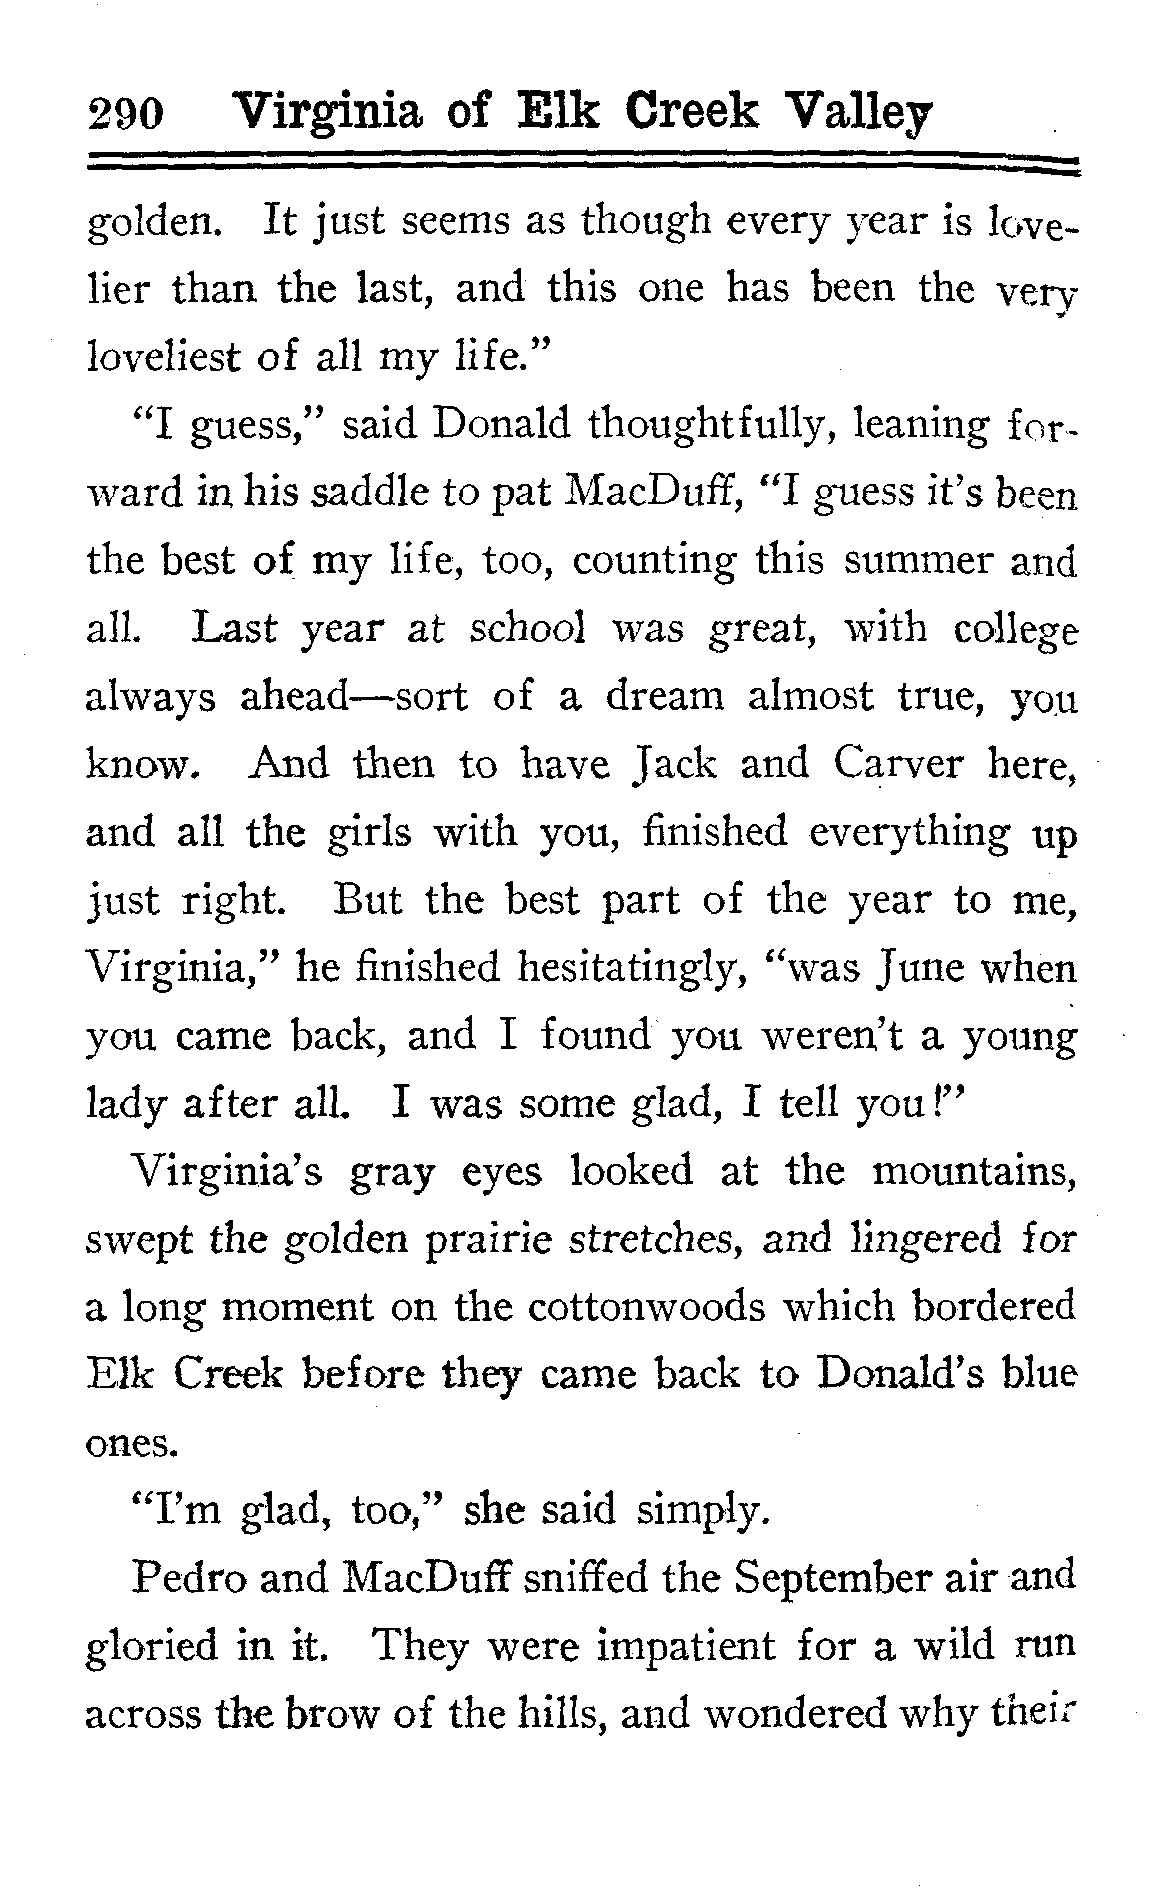 290 Virginia of Elk Creek Valley
golden. It just seems as though every year is love-
lier than the last, and this one has been the very
loveliest of all my life.”
“I guess,” said Donald thoughtfully, leaning for-
ward in his saddle to pat MacDuff, “I guess it’s been
the best of my life, too, counting this summer and
all. Last year at school was great, with college
always ahead—sort of a dream almost true, you
know. And then to have Jack and Carver here,
and all the girls with you, finished everything up
just right. But the best part of the year to me,
Virginia,” he finished hesitatingly, “was June when
you came back, and I found you weren’t a young
lady after all. I was some glad, I tell you!”
Virginia’s gray eyes looked at the mountains,
swept the golden prairie stretches, and lingered for
a long moment on the cottonwoods which bordered
Elk Creek before they came back to Donald’s blue
ones.
“I’m glad, too,” she said simply.
Pedro and MacDuff sniffed the September air and
gloried in it. They were impatient for a wild run
across the brow of the hills, and wondered why their